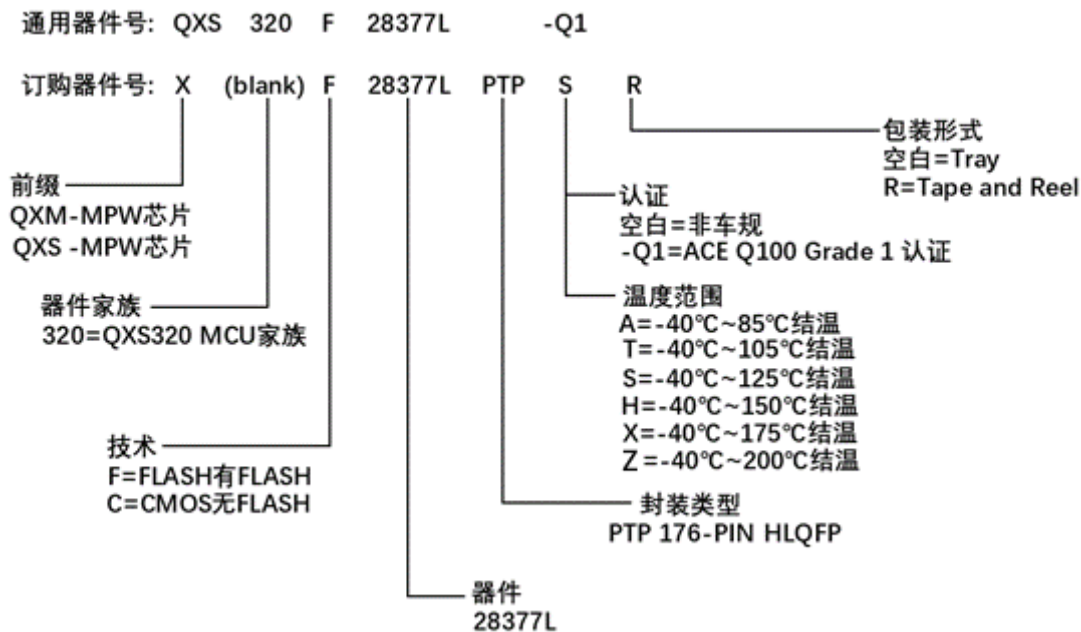 通用器件号: QXS 320 F 28377L -Q1
订购器件号: X (blank) F 28377L PTP S R
包装形式
空白=Tray
R=Tape and Reel
前缀
QXM-MPW芯片
QXS -MPW芯片
认证
空白=非车规
-Q1=ACE Q100 Grade 1 认证
器件家族
320=QXS320 MCU家族
温度范围
A=-40℃~85℃结温
T=-40℃~105℃结温
S=-40℃~125℃结温
H=-40℃~150℃结温
X=-40℃~175℃结温
Z=-40℃~200℃结温
技术
F=FLASH有FLASH
C=CMOS无FLASH
封装类型
PTP 176-PIN HLQFP
器件
28377L